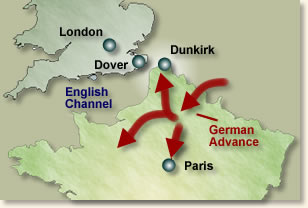 London
Dunkirk
Dover
English
Channel
German
Advance
Paris